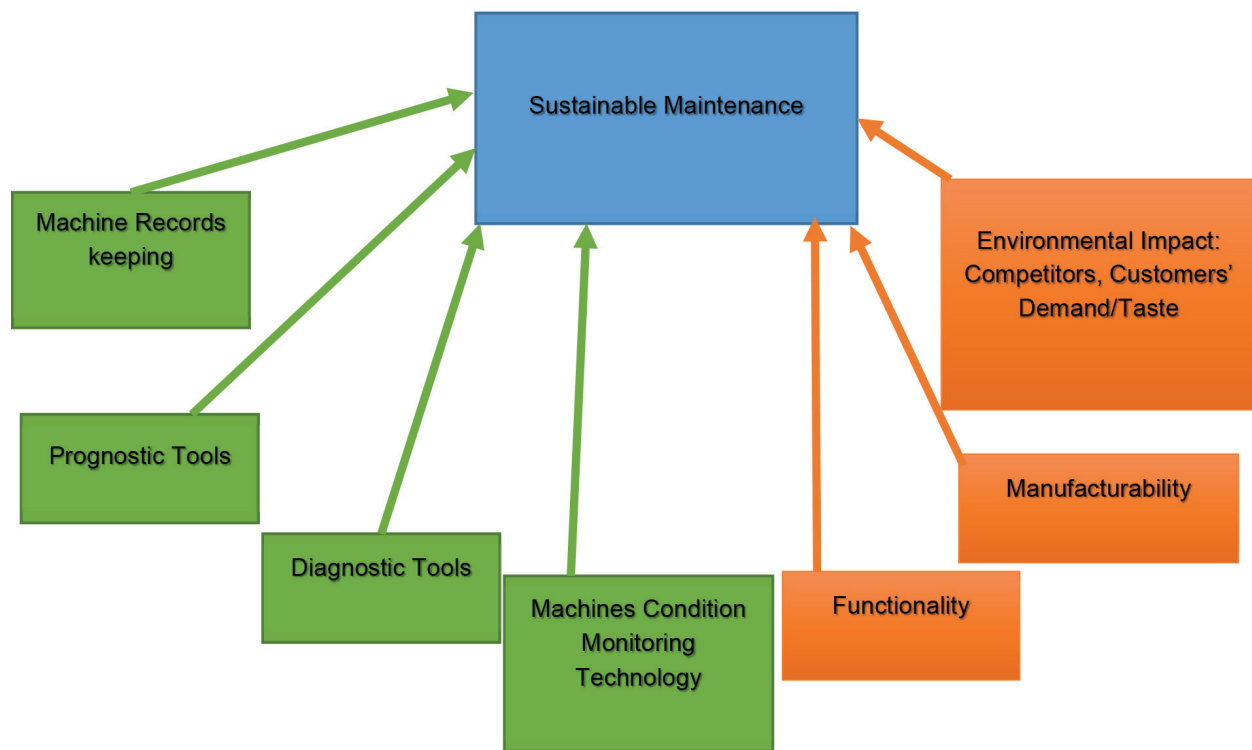 Sustainable Maintenance
Machine Records
keeping
Prognostic Tools
Diagnostic Tools
Machines Condition
Monitoring
Technology
Functionality
Manufacturability
Environmental Impact:
Competitors, Customers’
Demand/Taste